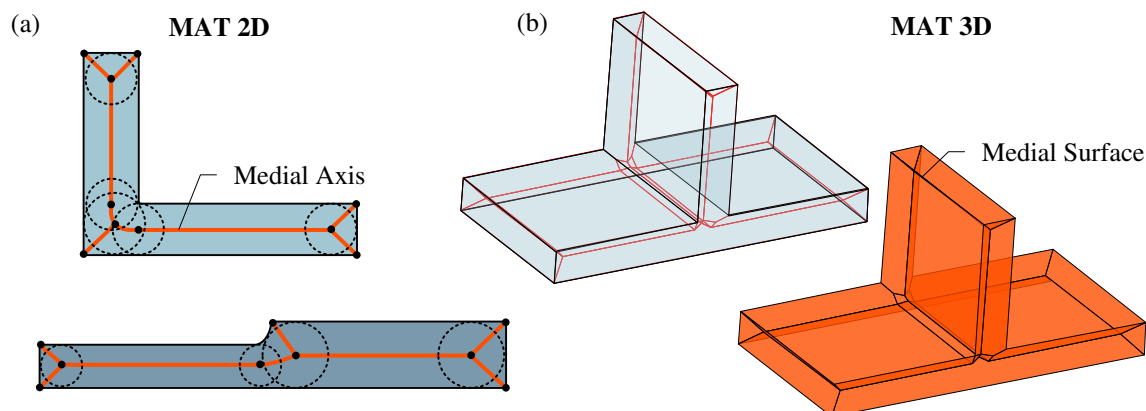 (a)
MAT 2D
Medial Axis
(b)
MAT 3D
Medial Surface